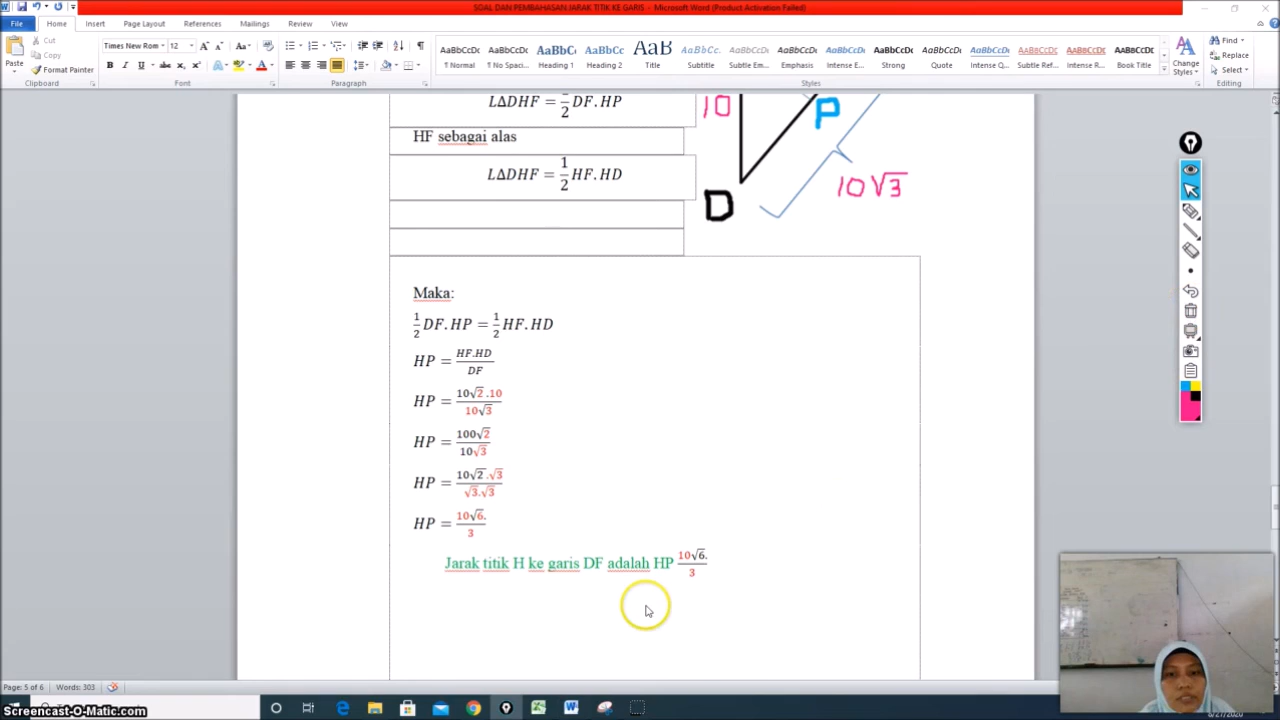 SOAL DAN PEMBAHASAN JARAK TITIK KE GARIS - Microsoft Word (Product Activation Failed)
File Home Insert Page Layout References Mailings Review View
Cut
Copy
Format Painter
Paste
Times New Rom 12
AaBbCcDc AaBbCcDc AaBbC AaBbCc AaB AaBbCc. AaBbCcDc AaBbCcDc AaBbCcDc AaBbCcDc AaBbCcDc AaBbCcDc AaBbCcDc AaBbCcDc AaBbCcDc
¶ Normal ¶ No Spaci... Heading 1 Heading 2 Title Subtitle Subtle Em... Emphasis Intense E... Strong Quote Intense Q... Subtle Ref... Intense R... Book Title
Change Styles
Find
Replace
Select
Clipboard Font Paragraph Styles Editing
LΔDHF = 1/2 DF.HP
HF sebagai alas
LΔDHF = 1/2 HF.HD
10
P
10√3
D
Maka:
1/2 DF.HP = 1/2 HF.HD
HP = HF.HD/DF
HP = 10√2 .10/10√3
HP = 100√2/10√3
HP = 10√2 .√3/√3.√3
HP = 10√6./3
Jarak titik H ke garis DF adalah HP 10√6./3
Page: 5 of 6 Words: 303
Screencast-O-Matic.com
8/27/2020